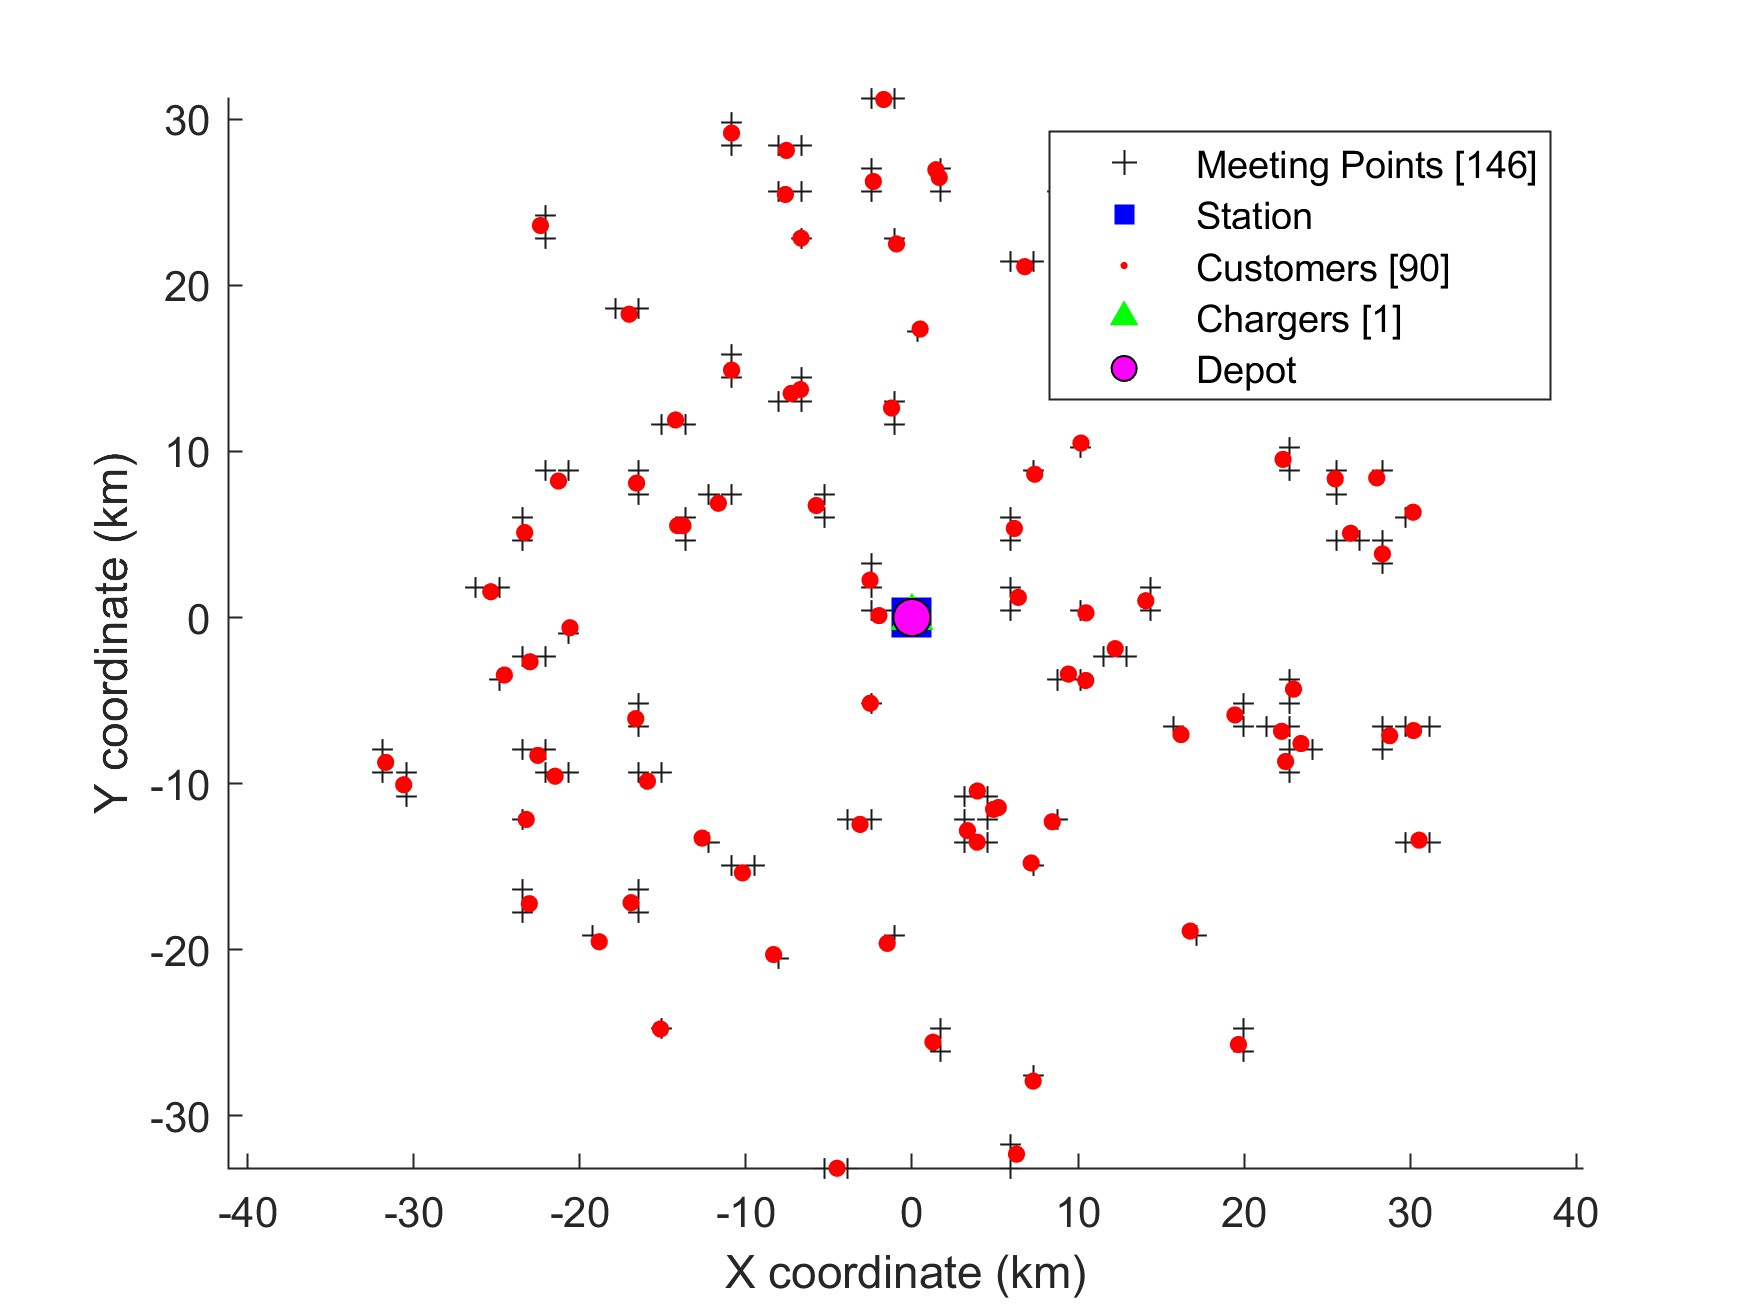 30
20
10
0
-10
-20
-30
Y coordinate (km)
Meeting Points [146]
Station
Customers [90]
Chargers [1]
Depot
-40 -30 -20 -10 0 10 20 30 40
X coordinate (km)